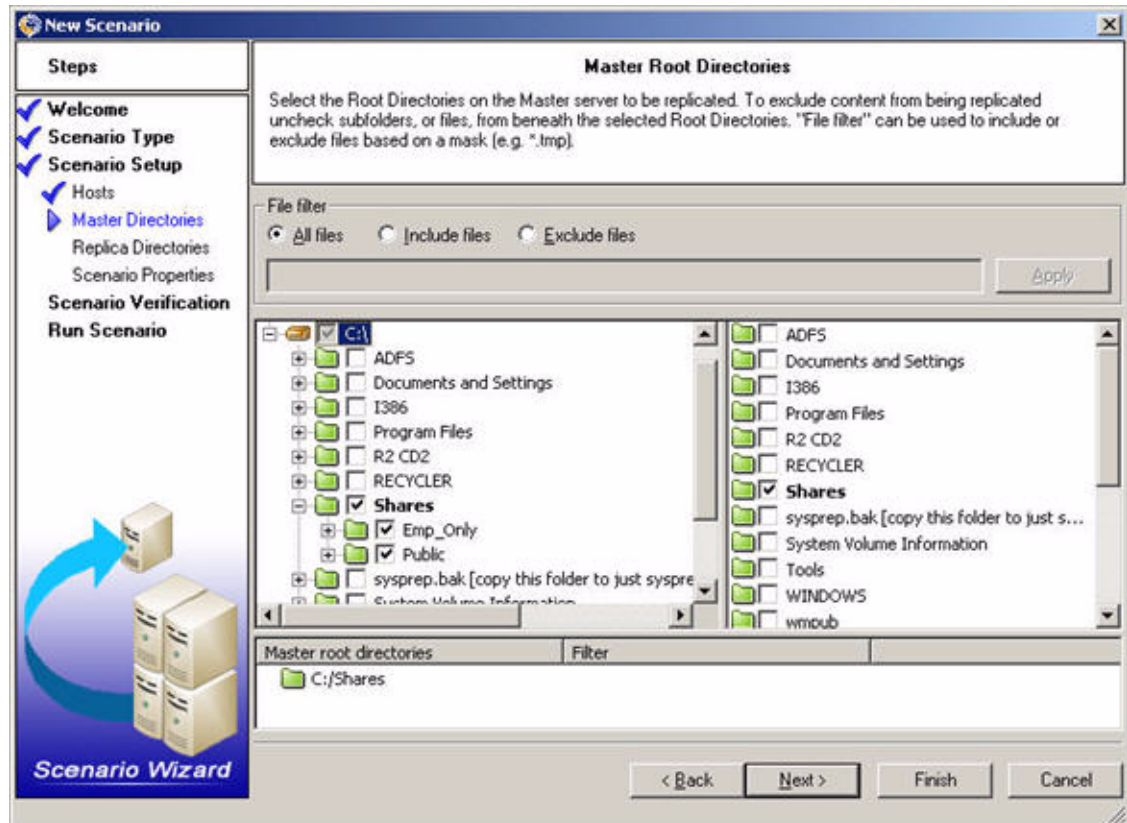 New Scenario
Steps
Welcome
Scenario Type
Scenario Setup
Hosts
Master Directories
Replica Directories
Scenario Properties
Scenario Verification
Run Scenario
Scenario Wizard
Master Root Directories
Select the Root Directories on the Master server to be replicated. To exclude content from being replicated
uncheck subfolders, or files, from beneath the selected Root Directories. "File filter" can be used to include or
exclude files based on a mask (e.g. *.tmp).
File filter
All files Include files Exclude files
Apply
C:\
ADFS
Documents and Settings
I386
Program Files
R2 CD2
RECYCLER
Shares
Emp_Only
Public
sysprep.bak [copy this folder to just syspre
System Volume Information
ADFS
Documents and Settings
I386
Program Files
R2 CD2
RECYCLER
Shares
sysprep.bak [copy this folder to just s...
System Volume Information
Tools
WINDOWS
wmpub
Master root directories Filter
C:/Shares
< Back Next > Finish Cancel